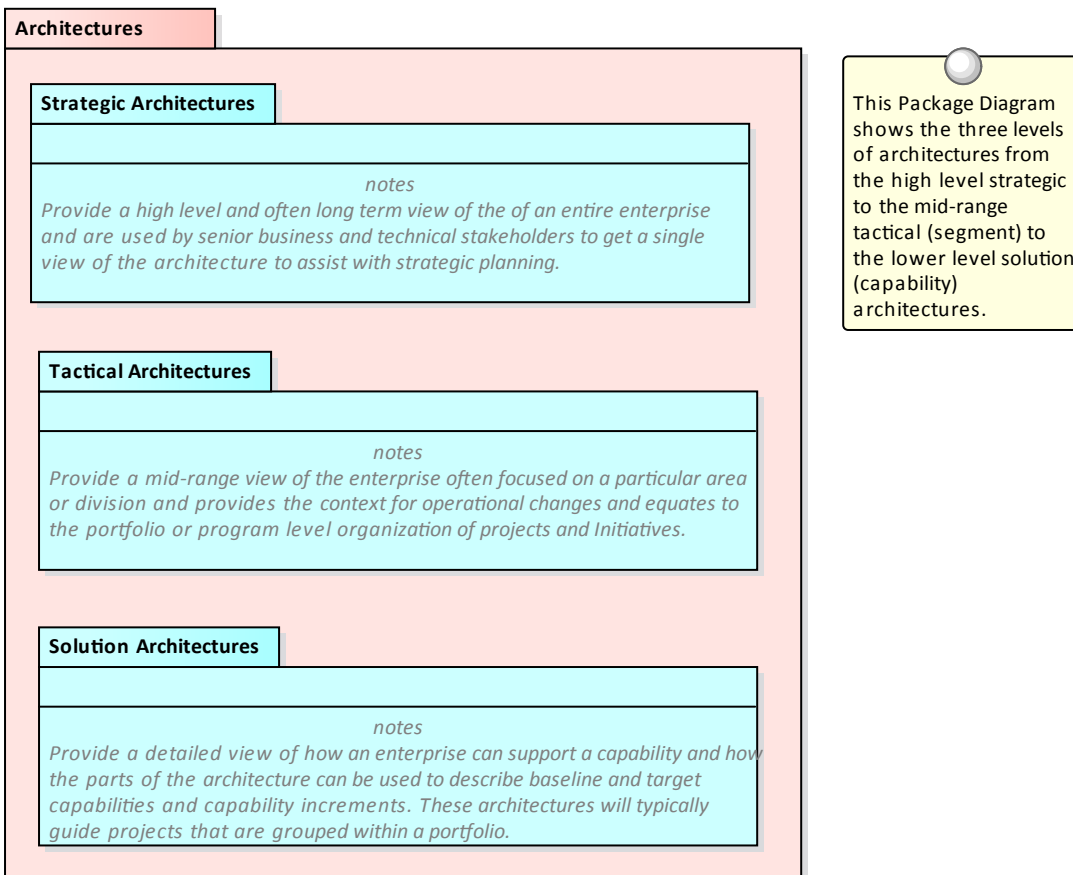 Architectures
Strategic Architectures
notes
Provide a high level and often long term view of the of an entire enterprise
and are used by senior business and technical stakeholders to get a single
view of the architecture to assist with strategic planning.
Tactical Architectures
notes
Provide a mid-range view of the enterprise often focused on a particular area
or division and provides the context for operational changes and equates to
the portfolio or program level organization of projects and Initiatives.
Solution Architectures
notes
Provide a detailed view of how an enterprise can support a capability and how
the parts of the architecture can be used to describe baseline and target
capabilities and capability increments. These architectures will typically
guide projects that are grouped within a portfolio.
This Package Diagram
shows the three levels
of architectures from
the high level strategic
to the mid-range
tactical (segment) to
the lower level solution
(capability)
architectures.